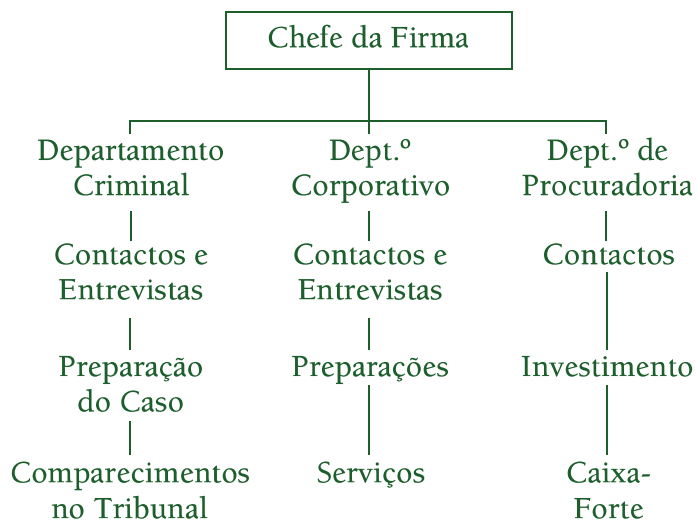 Chefe da Firma
Departamento
Criminal
Dept.º
Corporativo
Dept.º de
Procuradoria
Contactos e
Entrevistas
Contactos e
Entrevistas
Contactos
Preparação
do Caso
Preparações
Investimento
Comparecimentos
no Tribunal
Serviços
Caixa-
Forte